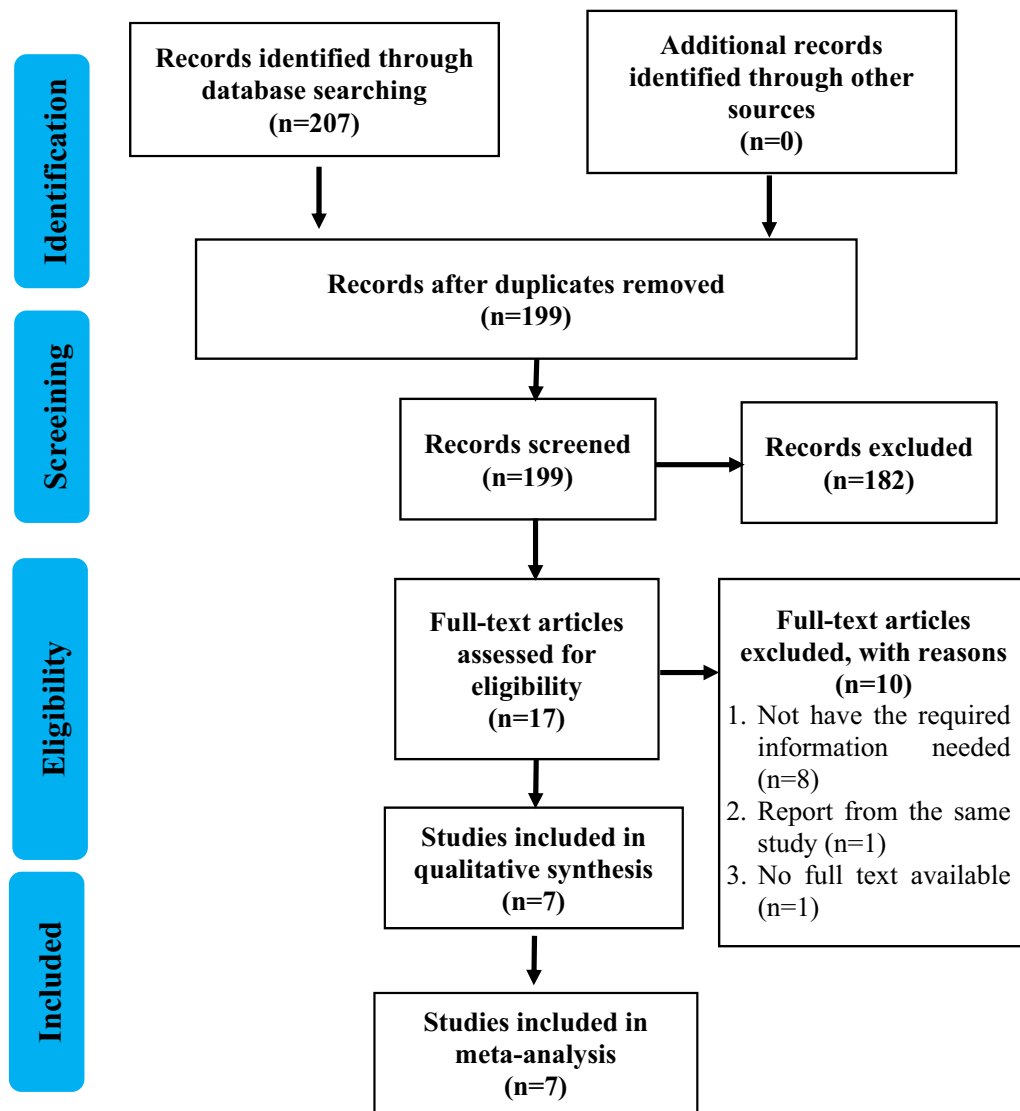 Identification
Records identified through
database searching
(n=207)
Additional records
identified through other
sources
(n=0)
Records after duplicates removed
(n=199)
Screeining
Records screened
(n=199)
Records excluded
(n=182)
Eligibility
Full-text articles
assessed for
eligibility
(n=17)
Full-text articles
excluded, with reasons
(n=10)
1. Not have the required
information needed
(n=8)
2. Report from the same
study (n=1)
3. No full text available
(n=1)
Studies included in
qualitative synthesis
(n=7)
Included
Studies included in
meta-analysis
(n=7)